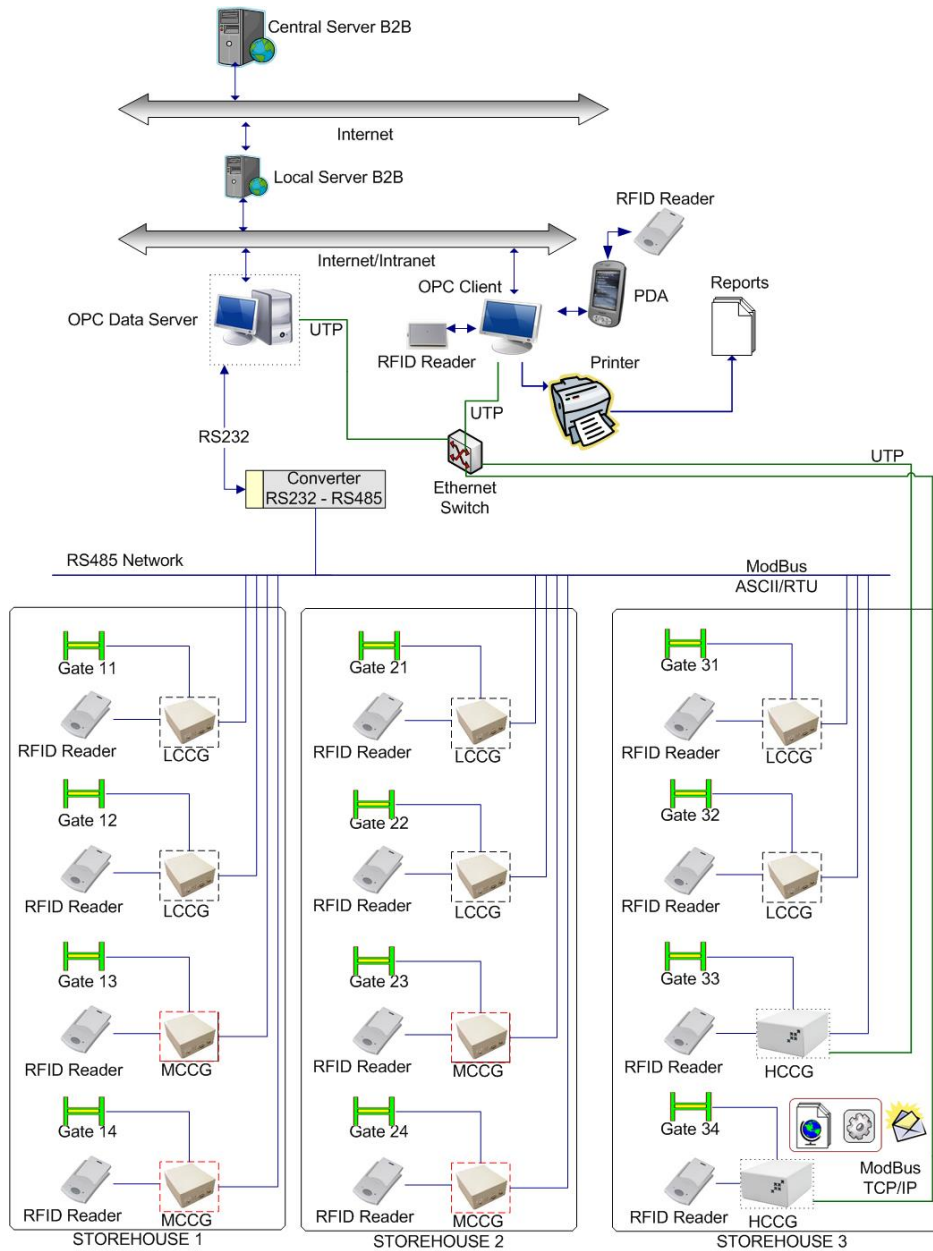 Central Server B2B
Internet
Local Server B2B
RFID Reader
Internet/Intranet
OPC Client
PDA
Reports
OPC Data Server
UTP
RFID Reader
Printer
UTP
RS232
UTP
Converter
RS232 - RS485
Ethernet
Switch
RS485 Network
ModBus
ASCII/RTU
Gate 11
RFID Reader
LCCG
Gate 12
RFID Reader
LCCG
Gate 13
RFID Reader
MCCG
Gate 14
RFID Reader
MCCG
STOREHOUSE 1
Gate 21
RFID Reader
LCCG
Gate 22
RFID Reader
LCCG
Gate 23
RFID Reader
MCCG
Gate 24
RFID Reader
MCCG
STOREHOUSE 2
Gate 31
RFID Reader
LCCG
Gate 32
RFID Reader
LCCG
Gate 33
RFID Reader
HCCG
Gate 34
ModBus
TCP/IP
RFID Reader
HCCG
STOREHOUSE 3